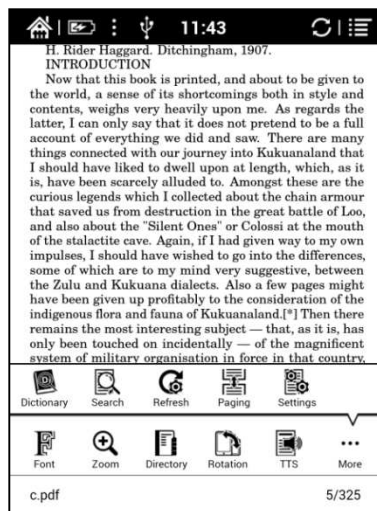 11:43
H. Rider Haggard. Ditchingham, 1907.
INTRODUCTION
Now that this book is printed, and about to be given to
the world, a sense of its shortcomings both in style and
contents, weighs very heavily upon me. As regards the
latter, I can only say that it does not pretend to be a full
account of everything we did and saw. There are many
things connected with our journey into Kukuanaland that
I should have liked to dwell upon at length, which, as it
is, have been scarcely alluded to. Amongst these are the
curious legends which I collected about the chain armour
that saved us from destruction in the great battle of Loo,
and also about the "Silent Ones" or Colossi at the mouth
of the stalactite cave. Again, if I had given way to my own
impulses, I should have wished to go into the differences,
some of which are to my mind very suggestive, between
the Zulu and Kukuana dialects. Also a few pages might
have been given up profitably to the consideration of the
indigenous flora and fauna of Kukuanaland.[*] Then there
remains the most interesting subject — that, as it is, has
only been touched on incidentally — of the magnificent
system of military organisation in force in that country,
Dictionary Search Refresh Paging Settings
Font Zoom Directory Rotation TTS More
c.pdf 5/325